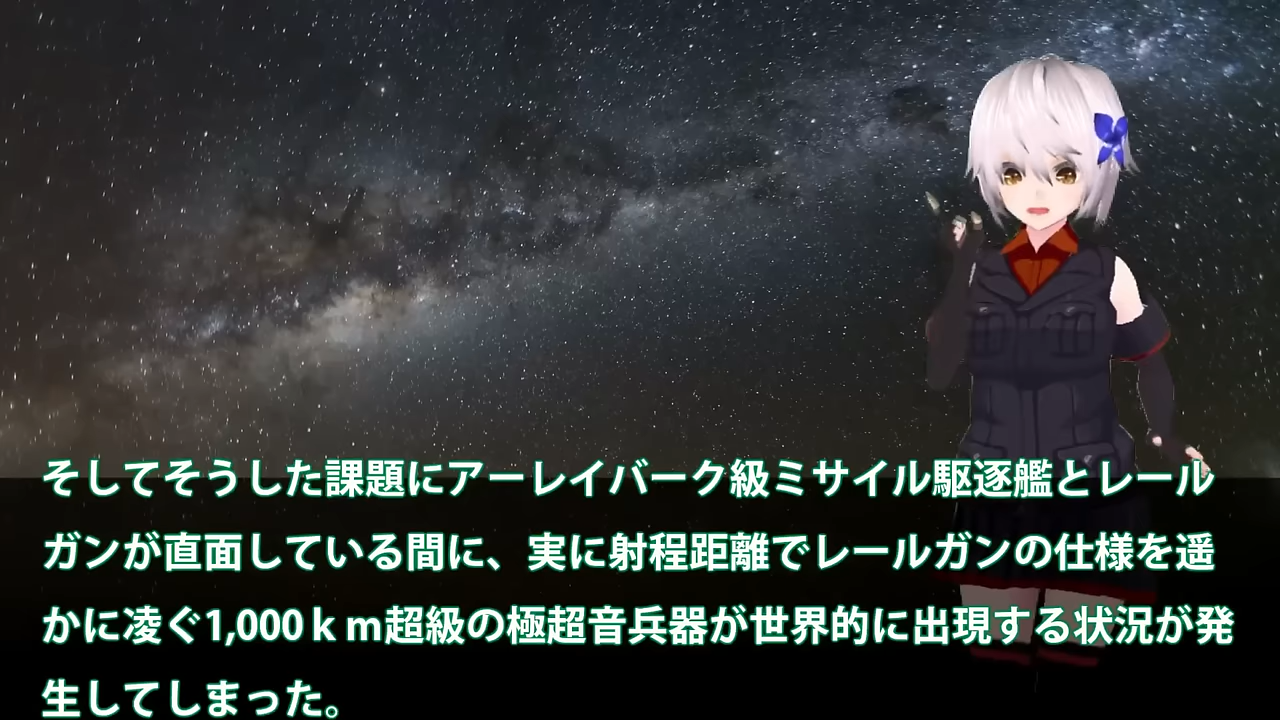 そしてそうした課題にアーレイバーク級ミサイル駆逐艦とレール
ガンが直面している間に、実に射程距離でレールガンの仕様を遥
かに凌ぐ1,000ｋｍ超級の極超音兵器が世界的に出現する状況が発
生してしまった。